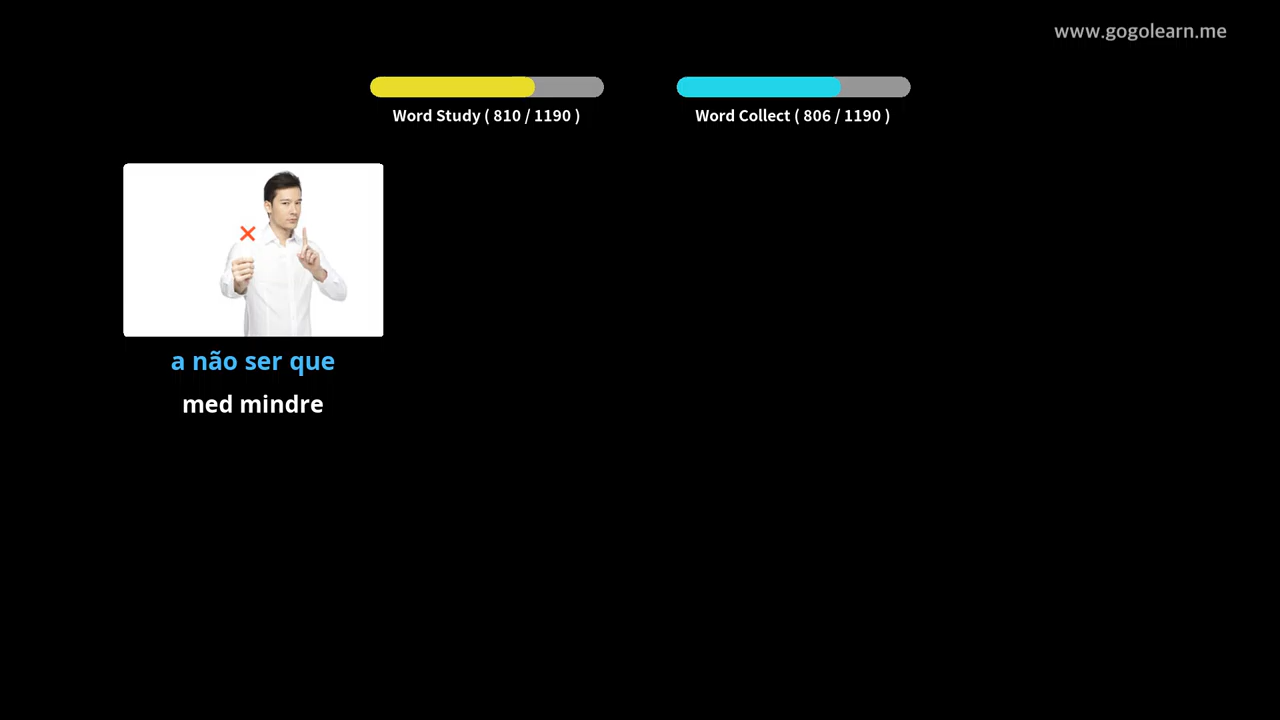 www.gogolearn.me
Word Study ( 810 / 1190 )
Word Collect ( 806 / 1190 )
a não ser que
med mindre